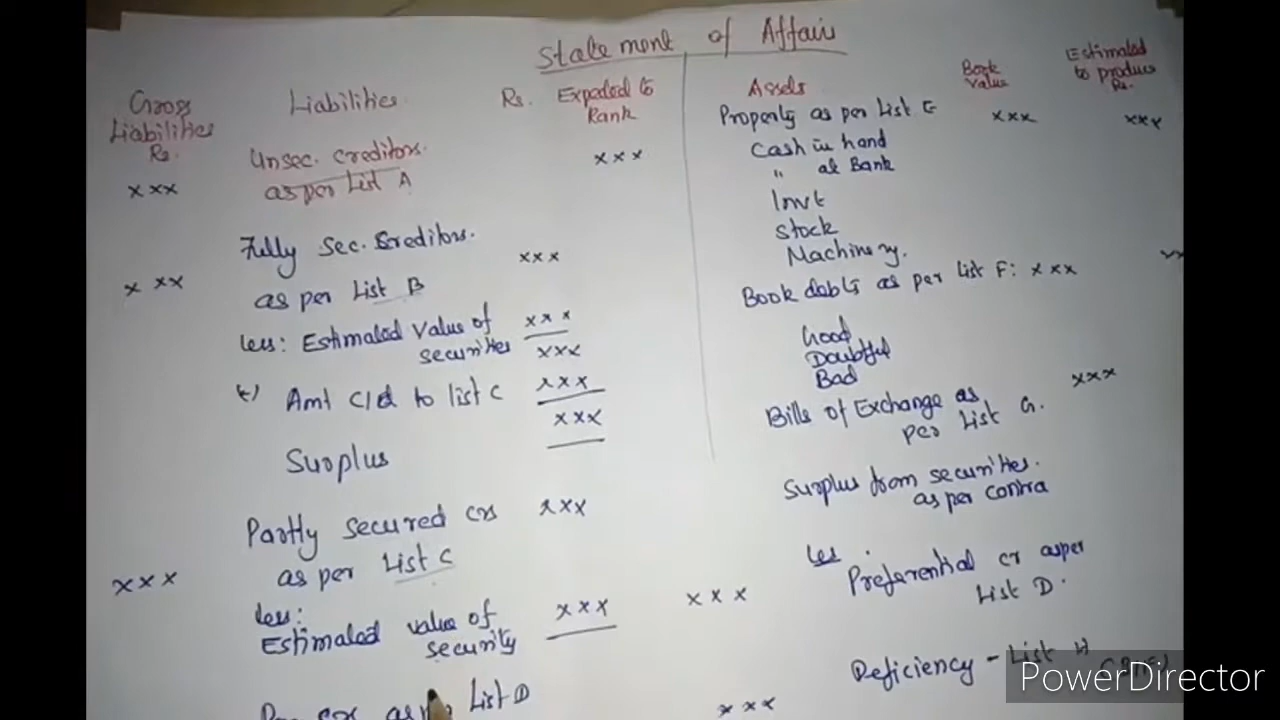 Statement of Affair
Gross Liabilities Rs.
Liabilities
Rs.
Expected to Rank
Assets
Book Value
Estimated to produce Rs.
Unsec. creditors.
as per List A
xxx
xxx
Fully Sec. Creditors.
xxx
as per List B
xxx
Less: Estimated Value of securities
xxx
xxx
Amt c/d to list C
xxx
xxx
Surplus
Partly secured crs
xxx
as per List C
xxx
Less:
Estimated value of security
xxx
xxx
List D
xxx
Property as per List E
xxx
xxx
Cash in hand
" at Bank
Invt
Stock
Machinery.
Book debts as per list F: xxx
Good
Doubtful
Bad
Bills of Exchange as per List G.
xxx
Surplus from securities.
as per contra
Less
Preferential cr as per List D.
Deficiency - List H
PowerDirector